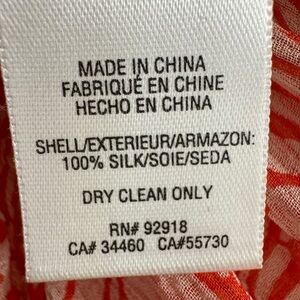 MADE IN CHINA
FABRIQUÉ EN CHINE
HECHO EN CHINA
SHELL/EXTERIEUR/ARMAZON:
100% SILK/SOIE/SEDA
DRY CLEAN ONLY
RN# 92918
CA# 34460 CA#55730